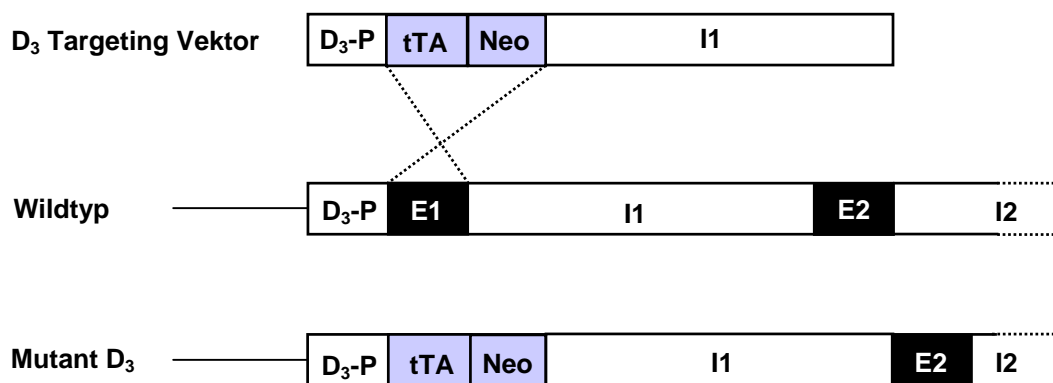 D₃ Targeting Vektor D₃-P tTA Neo I1
Wildtyp D₃-P E1 I1 E2 I2
Mutant D₃ D₃-P tTA Neo I1 E2 I2